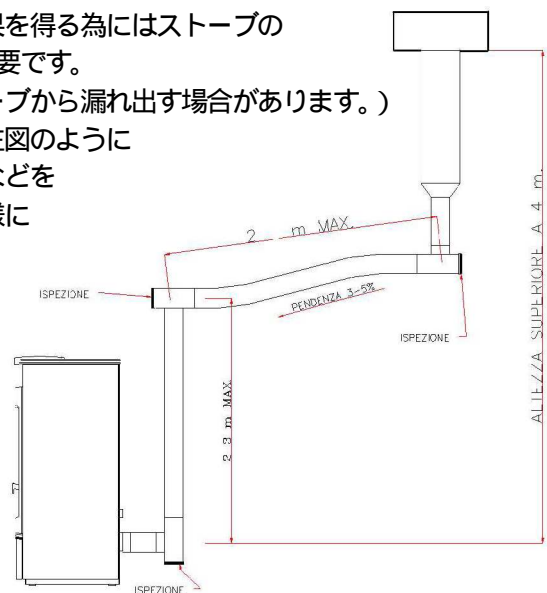 果を得る為にはストーブの
要です。
ーブから漏れ出す場合があります。)
左図のように
などを
様に
2 m MAX.
ISPEZIONE
PENDENZA 3-5%
ISPEZIONE
ALTEZZA SUPERIORE A 4 m.
2 3 m MAX
ISPEZIONE